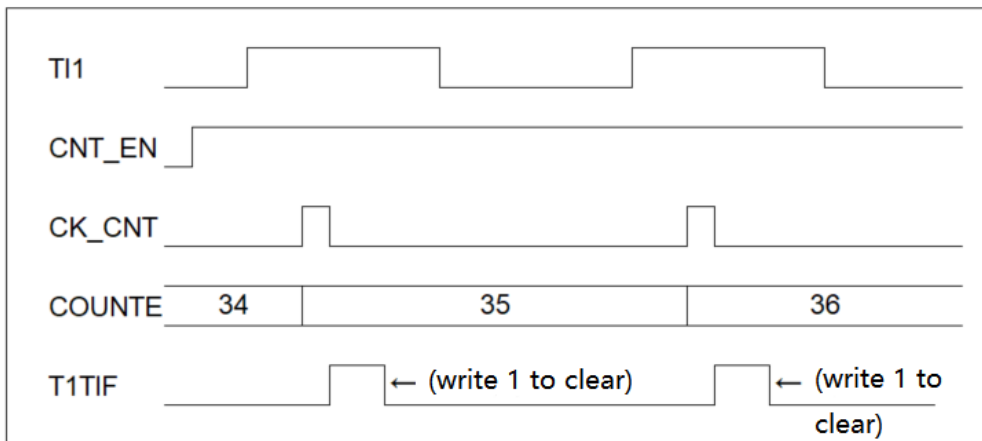 TI1
CNT_EN
CK_CNT
COUNTE
34
35
36
T1TIF
← (write 1 to clear)
← (write 1 to
clear)